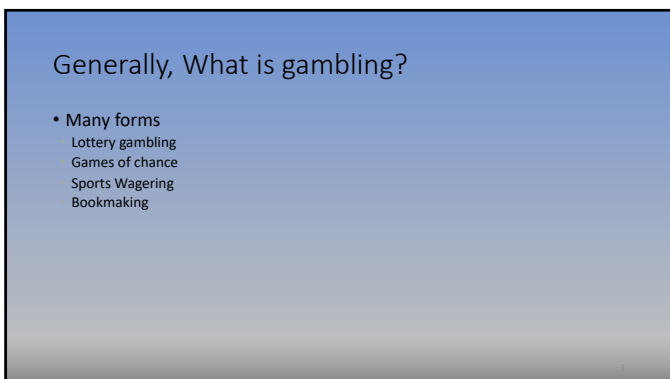 Generally, What is gambling?
• Many forms
Lottery gambling
Games of chance
Sports Wagering
Bookmaking